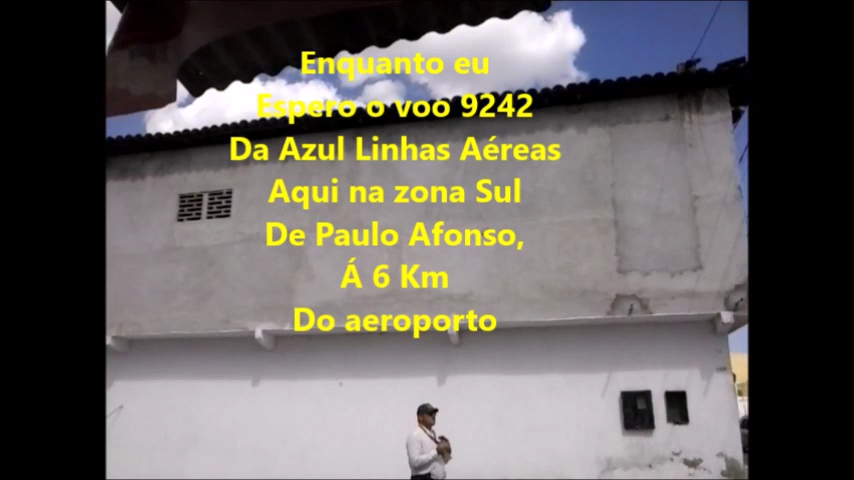 Enquanto eu
Espero o voo 9242
Da Azul Linhas Aéreas
Aqui na zona Sul
De Paulo Afonso,
Á 6 Km
Do aeroporto